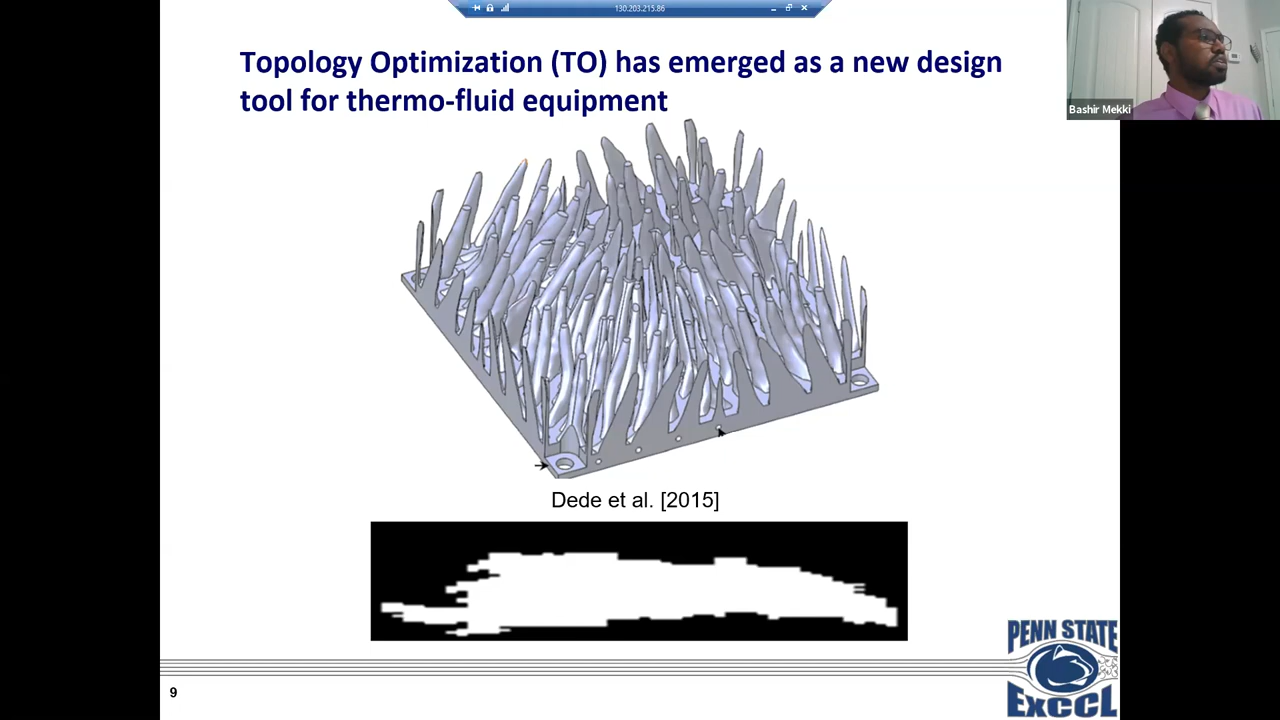 130.203.215.86
Topology Optimization (TO) has emerged as a new design
tool for thermo-fluid equipment
Bashir Mekki
Dede et al. [2015]
PENN STATE
ExCCL
9